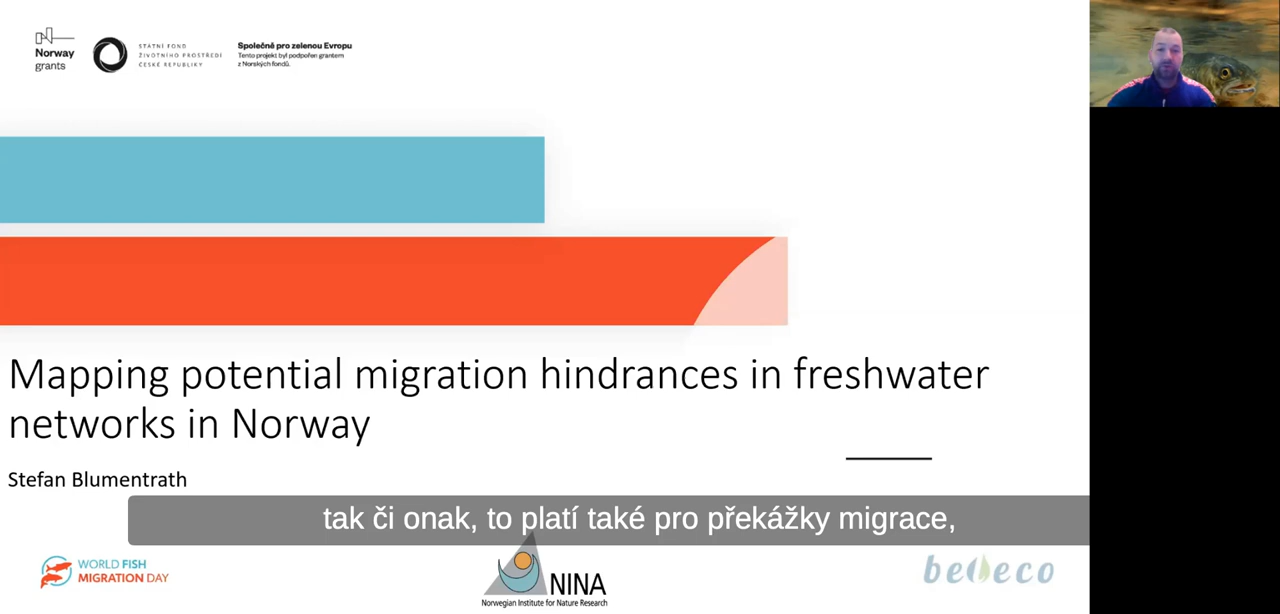 Norway
grants
STÁTNÍ FOND
ŽIVOTNÍHO PROSTŘEDÍ
ČESKÉ REPUBLIKY
Společně pro zelenou Evropu
Tento projekt byl podpořen grantem
z Norských fondů.
Mapping potential migration hindrances in freshwater
networks in Norway
Stefan Blumentrath
tak či onak, to platí také pro překážky migrace,
WORLD FISH
MIGRATION DAY
NINA
Norwegian Institute for Nature Research
beleco